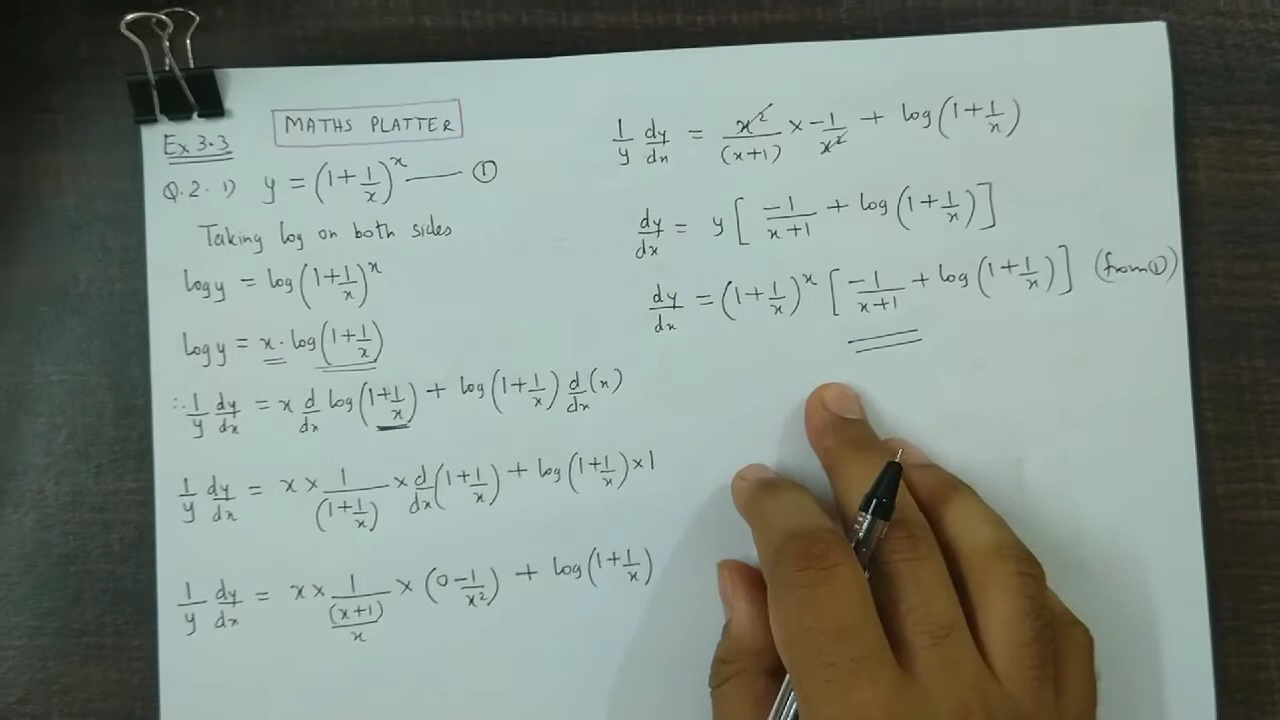 MATHS PLATTER
Ex 3.3
Q.2. 1) y = (1+1/x)^x —— ①
Taking log on both sides
log y = log(1+1/x)^x
log y = x. log(1+1/x)
∴ 1/y dy/dx = x d/dx log(1+1/x) + log(1+1/x) d/dx (x)
1/y dy/dx = x × 1/(1+1/x) × d/dx(1+1/x) + log(1+1/x) × 1
1/y dy/dx = x × 1/((x+1)/x) × (0-1/x²) + log(1+1/x)
1/y dy/dx = x²/(x+1) × -1/x² + log(1+1/x)
dy/dx = y[-1/(x+1) + log(1+1/x)]
dy/dx = (1+1/x)^x [-1/(x+1) + log(1+1/x)] (from ①)